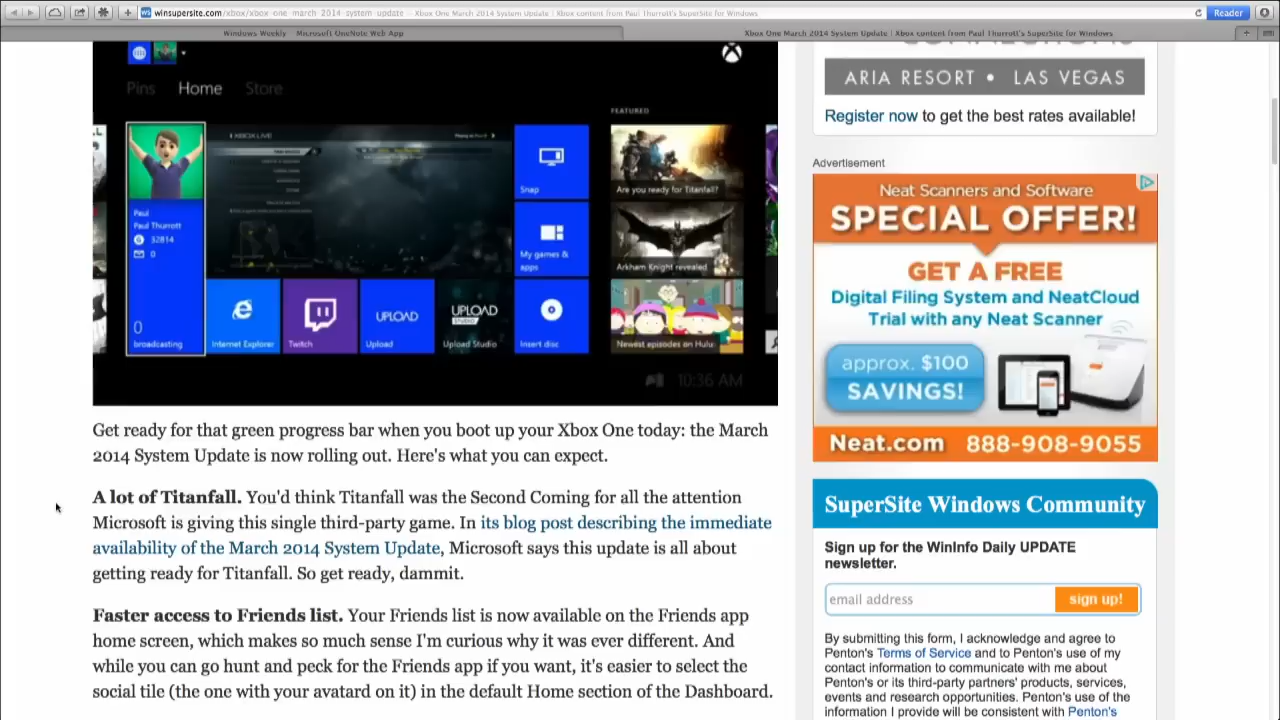 winsupersite.com/xbox/xbox-one-march-2014-system-update – Xbox One March 2014 System Update | Xbox content from Paul Thurrott's SuperSite for Windows
Reader
Windows Weekly - Microsoft OneNote Web App
Xbox One March 2014 System Update | Xbox content from Paul Thurrott's SuperSite for Windows
Pins Home Store
FEATURED
XBOX LIVE
Paul
Paul Thurrott
32814
0
0
broadcasting
Internet Explorer
Twitch
UPLOAD
Upload
UPLOAD
STUDIO
Upload Studio
Snap
My games &
apps
Insert disc
Are you ready for Titanfall?
Arkham Knight revealed
Newest episodes on Hulu
10:36 AM
Get ready for that green progress bar when you boot up your Xbox One today: the March
2014 System Update is now rolling out. Here's what you can expect.
A lot of Titanfall. You'd think Titanfall was the Second Coming for all the attention
Microsoft is giving this single third-party game. In its blog post describing the immediate
availability of the March 2014 System Update, Microsoft says this update is all about
getting ready for Titanfall. So get ready, dammit.
Faster access to Friends list. Your Friends list is now available on the Friends app
home screen, which makes so much sense I'm curious why it was ever different. And
while you can go hunt and peck for the Friends app if you want, it's easier to select the
social tile (the one with your avatard on it) in the default Home section of the Dashboard.
ARIA RESORT • LAS VEGAS
Register now to get the best rates available!
Advertisement
Neat Scanners and Software
SPECIAL OFFER!
GET A FREE
Digital Filing System and NeatCloud
Trial with any Neat Scanner
approx. $100
SAVINGS!
Neat.com 888-908-9055
SuperSite Windows Community
Sign up for the WinInfo Daily UPDATE
newsletter.
email address
sign up!
By submitting this form, I acknowledge and agree to
Penton's Terms of Service and to Penton's use of my
contact information to communicate with me about
Penton's or its third-party partners' products, services,
events and research opportunities. Penton's use of the
information I provide will be consistent with Penton's